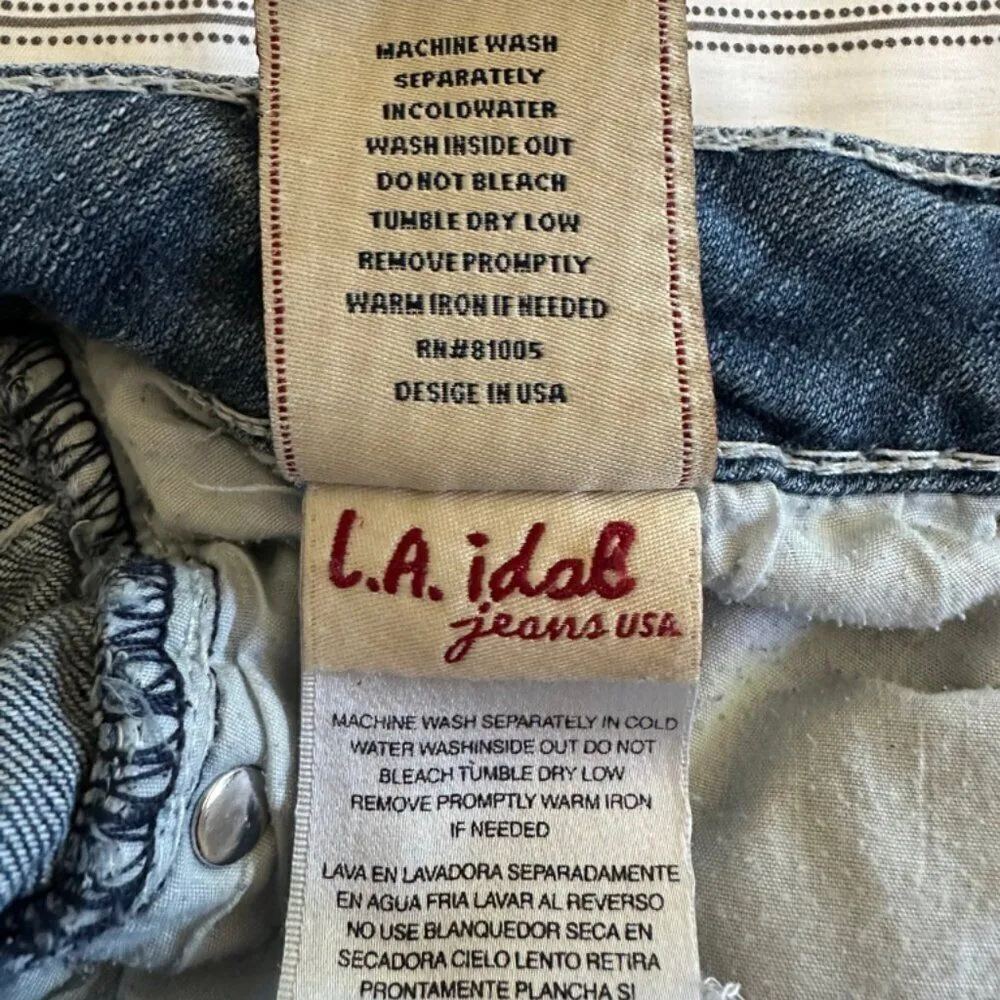 MACHINE WASH
SEPARATELY
INCOLDWATER
WASH INSIDE OUT
DO NOT BLEACH
TUMBLE DRY LOW
REMOVE PROMPTLY
WARM IRON IF NEEDED
RN#81005
DESIGE IN USA
L.A. idol
jeans USA
MACHINE WASH SEPARATELY IN COLD
WATER WASHINSIDE OUT DO NOT
BLEACH TUMBLE DRY LOW
REMOVE PROMPTLY WARM IRON
IF NEEDED
LAVA EN LAVADORA SEPARADAMENTE
EN AGUA FRIA LAVAR AL REVERSO
NO USE BLANQUEDOR SECA EN
SECADORA CIELO LENTO RETIRA
PRONTAMENTE PLANCHA SI